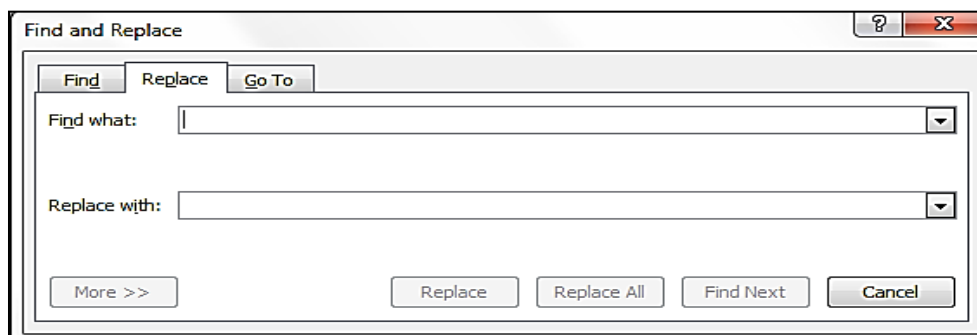 Find and Replace
Find Replace Go To
Find what:
Replace with:
More >> Replace Replace All Find Next Cancel